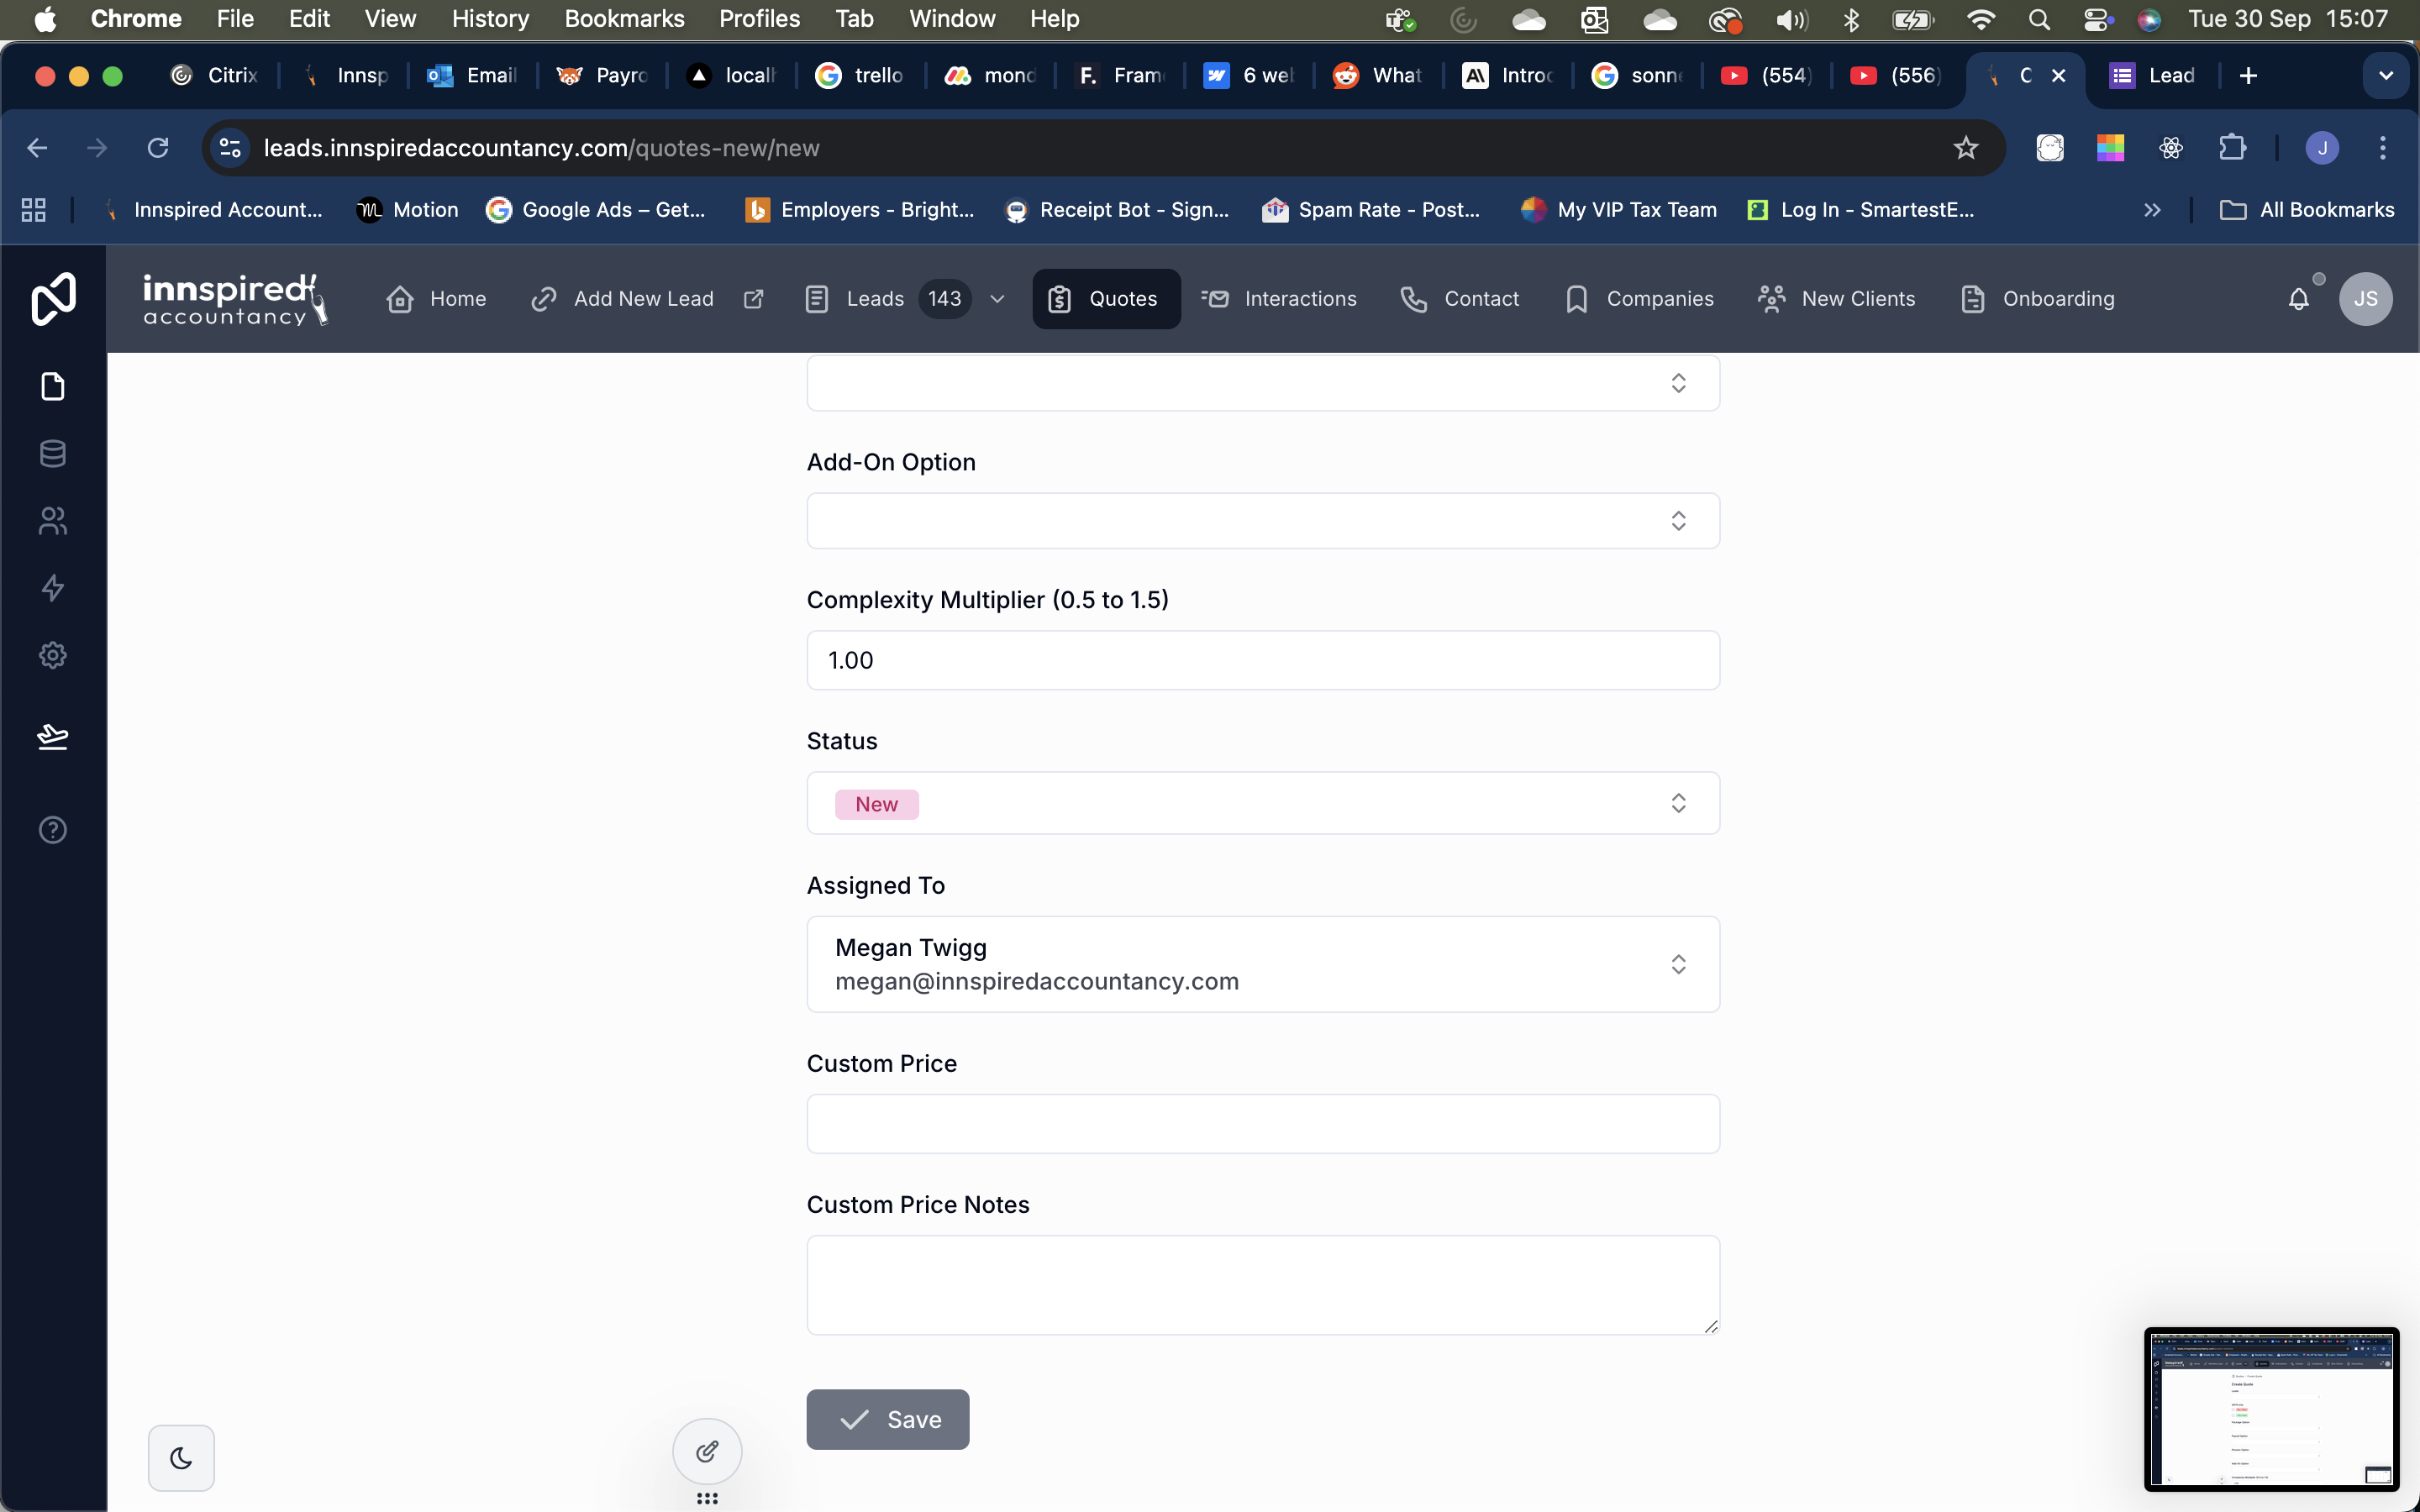 Chrome File Edit View History Bookmarks Profiles Tab Window Help Tue 30 Sep 15:07
Citrix Innsp Email Payro localh trello mond Fram 6 wel What Introd sonne (554) (556) C Lead
leads.innspiredaccountancy.com/quotes-new/new J
Innspired Account... Motion Google Ads – Get... Employers - Bright... Receipt Bot - Sign... Spam Rate - Post... My VIP Tax Team Log In - SmartestE... All Bookmarks
innspired
accountancy
Home Add New Lead Leads 143 Quotes Interactions Contact Companies New Clients Onboarding JS
Add-On Option
Complexity Multiplier (0.5 to 1.5)
1.00
Status
New
Assigned To
Megan Twigg
megan@innspiredaccountancy.com
Custom Price
Custom Price Notes
Save